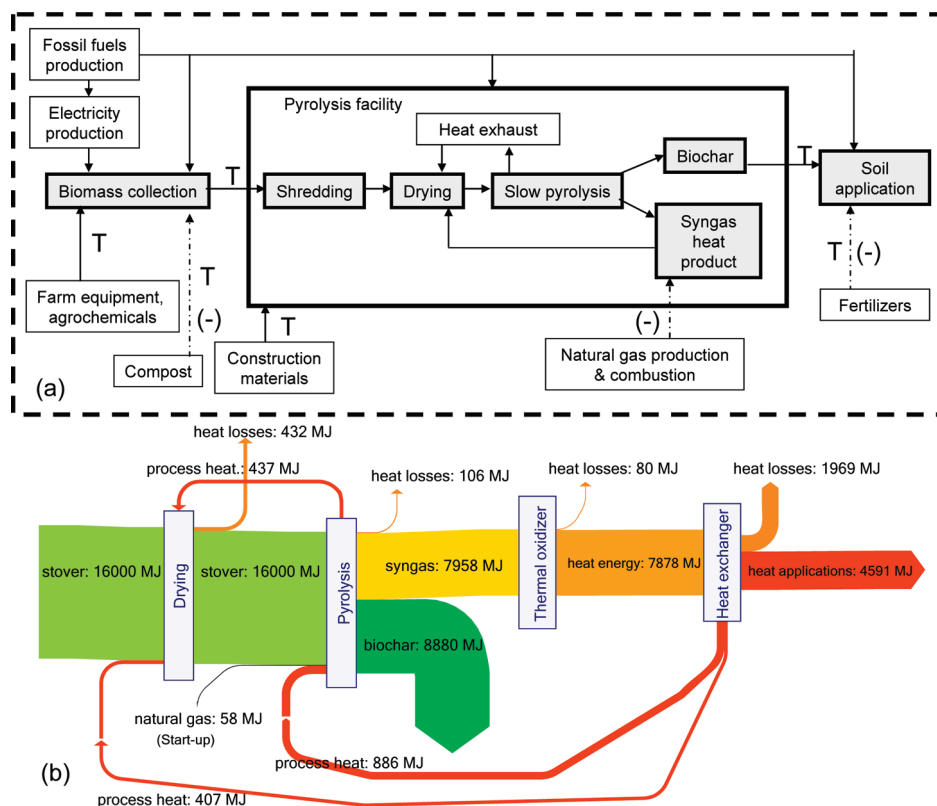 Fossil fuels
production
Electricity
production
Pyrolysis facility
Heat exhaust
Biochar
T
Soil
application
Biomass collection
T
Shredding
Drying
Slow pyrolysis
Syngas
heat
product
T
T
(-)
T
(-)
Farm equipment,
agrochemicals
T
(-)
Fertilizers
Compost
Construction
materials
Natural gas production
& combustion
(a)
heat losses: 432 MJ
process heat.: 437 MJ
heat losses: 106 MJ
heat losses: 80 MJ
heat losses: 1969 MJ
stover: 16000 MJ
Drying
stover: 16000 MJ
Pyrolysis
syngas: 7958 MJ
Thermal oxidizer
heat energy: 7878 MJ
Heat exchanger
heat applications: 4591 MJ
biochar: 8880 MJ
natural gas: 58 MJ
(Start-up)
process heat: 886 MJ
(b)
process heat: 407 MJ